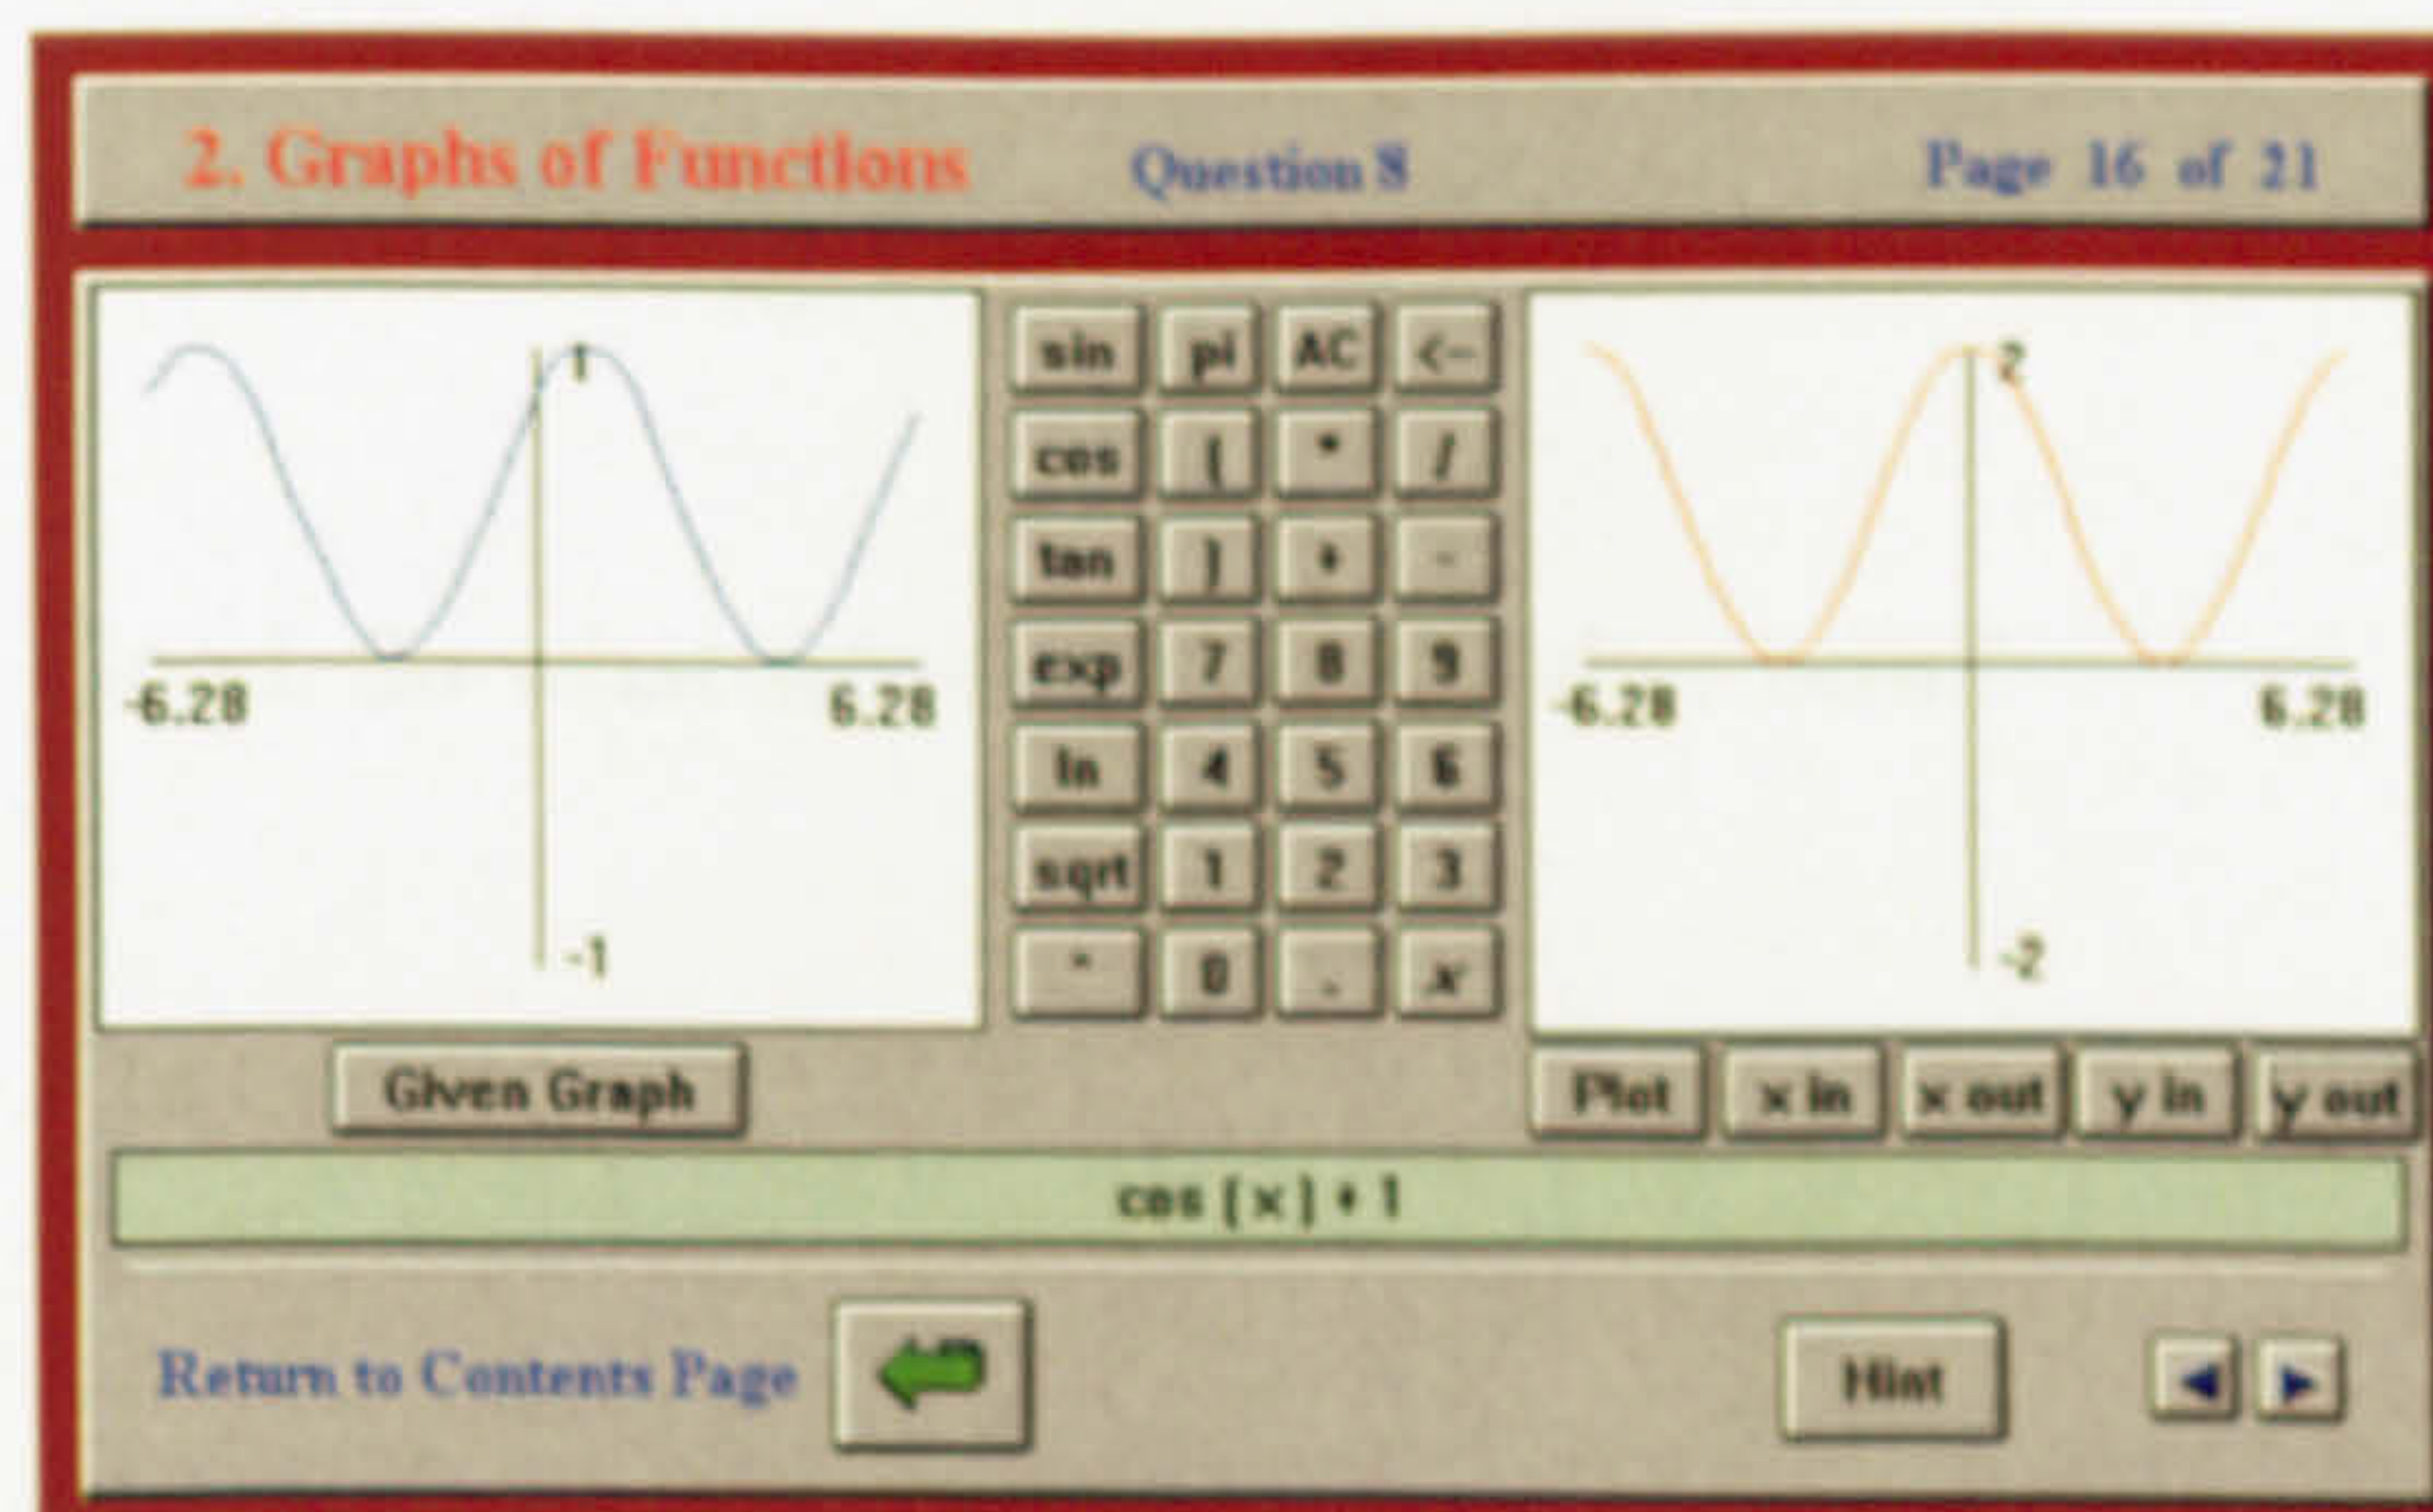 2. Graphs of Functions Question 8 Page 16 of 21
1
-6.28 6.28
-1
sin pi AC <--
cos ( * /
tan ) + -
exp 7 8 9
ln 4 5 6
sqrt 1 2 3
0 . x
2
-6.28 6.28
-2
Given Graph
Plot x in x out y in y out
cos ( x ) + 1
Return to Contents Page
Hint